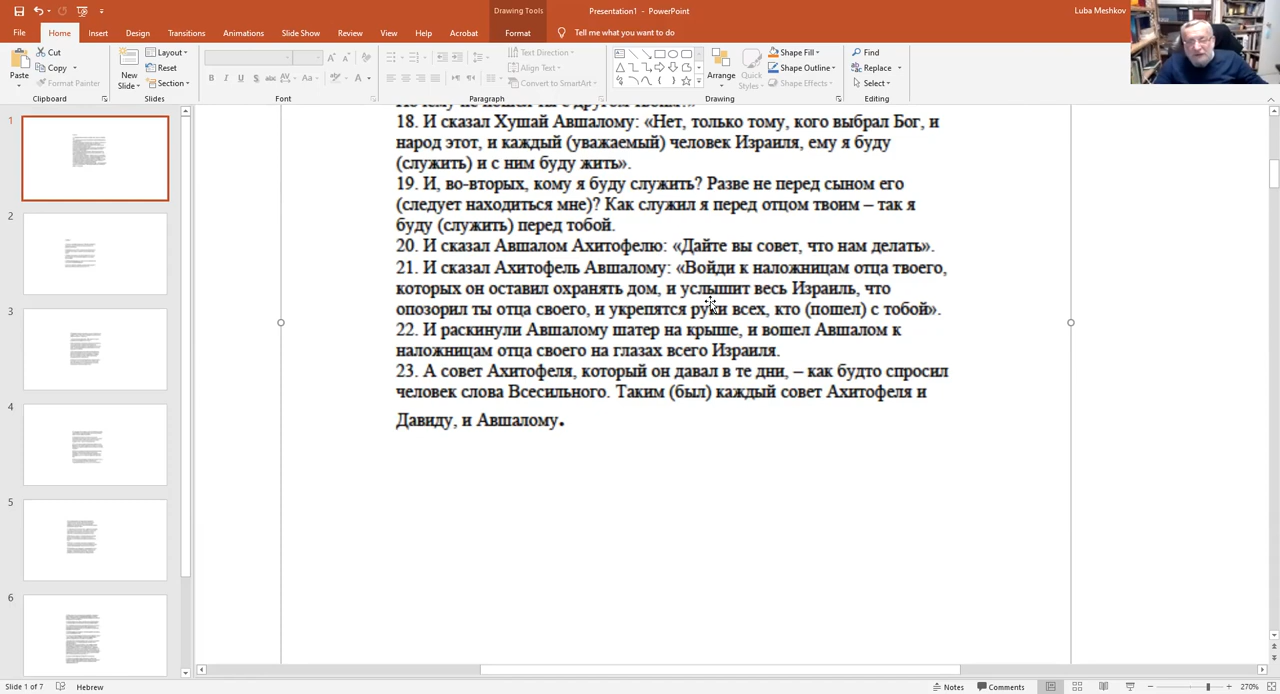 Drawing Tools
Presentation1 - PowerPoint
Luba Meshkov
File Home Insert Design Transitions Animations Slide Show Review View Help Acrobat Format Tell me what you want to do
Paste
Cut
Copy
Format Painter
Clipboard
New
Slide
Layout
Reset
Section
Slides
B I U S abc AV Aa
Font
Text Direction
Align Text
Convert to SmartArt
Paragraph
Arrange
Quick
Styles
Shape Fill
Shape Outline
Shape Effects
Drawing
Find
Replace
Select
Editing
1
2
3
4
5
6
18. И сказал Хушай Авшалому: «Нет, только тому, кого выбрал Бог, и
народ этот, и каждый (уважаемый) человек Израиля, ему я буду
(служить) и с ним буду жить».
19. И, во-вторых, кому я буду служить? Разве не перед сыном его
(следует находиться мне)? Как служил я перед отцом твоим – так я
буду (служить) перед тобой.
20. И сказал Авшалом Ахитофелю: «Дайте вы совет, что нам делать».
21. И сказал Ахитофель Авшалому: «Войди к наложницам отца твоего,
которых он оставил охранять дом, и услышит весь Израиль, что
опозорил ты отца своего, и укрепятся руки всех, кто (пошел) с тобой».
22. И раскинули Авшалому шатер на крыше, и вошел Авшалом к
наложницам отца своего на глазах всего Израиля.
23. А совет Ахитофеля, который он давал в те дни, – как будто спросил
человек слова Всесильного. Таким (был) каждый совет Ахитофеля и
Давиду, и Авшалому.
Slide 1 of 7 Hebrew Notes Comments 270%